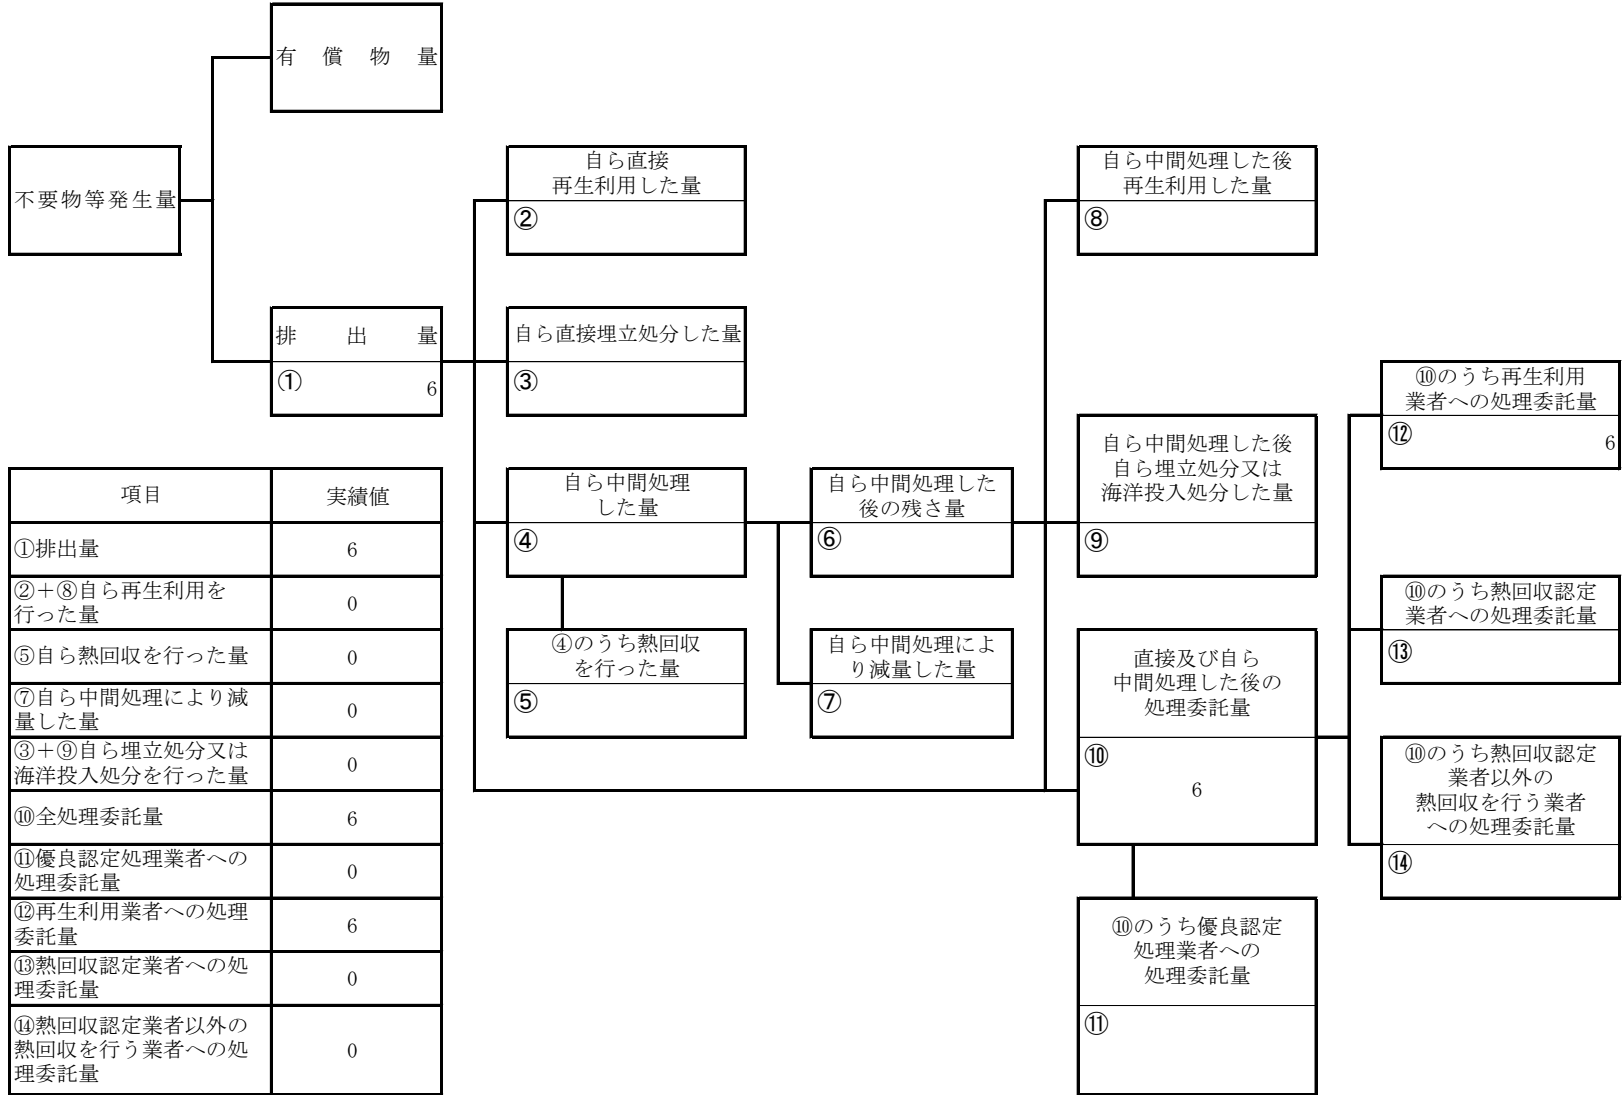 有償物量
不要物等発生量
排出量
①
6
自ら直接
再生利用した量
②
自ら直接埋立処分した量
③
自ら中間処理
した量
④
④のうち熱回収
を行った量
⑤
自ら中間処理した
後の残さ量
⑥
自ら中間処理によ
り減量した量
⑦
自ら中間処理した後
再生利用した量
⑧
自ら中間処理した後
自ら埋立処分又は
海洋投入処分した量
⑨
直接及び自ら
中間処理した後の
処理委託量
⑩
6
⑩のうち優良認定
処理業者への
処理委託量
⑪
⑩のうち再生利用
業者への処理委託量
⑫
6
⑩のうち熱回収認定
業者への処理委託量
⑬
⑩のうち熱回収認定
業者以外の
熱回収を行う業者
への処理委託量
⑭
項目 実績値
①排出量 6
②+⑧自ら再生利用を
行った量 0
⑤自ら熱回収を行った量 0
⑦自ら中間処理により減
量した量 0
③+⑨自ら埋立処分又は
海洋投入処分を行った量 0
⑩全処理委託量 6
⑪優良認定処理業者への
処理委託量 0
⑫再生利用業者への処理
委託量 6
⑬熱回収認定業者への処
理委託量 0
⑭熱回収認定業者以外の
熱回収を行う業者への処
理委託量 0